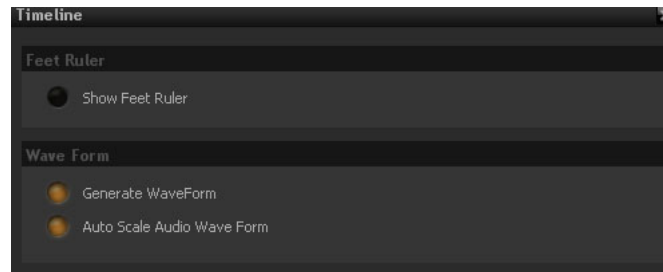 Timeline
Feet Ruler
Show Feet Ruler
Wave Form
Generate WaveForm
Auto Scale Audio Wave Form